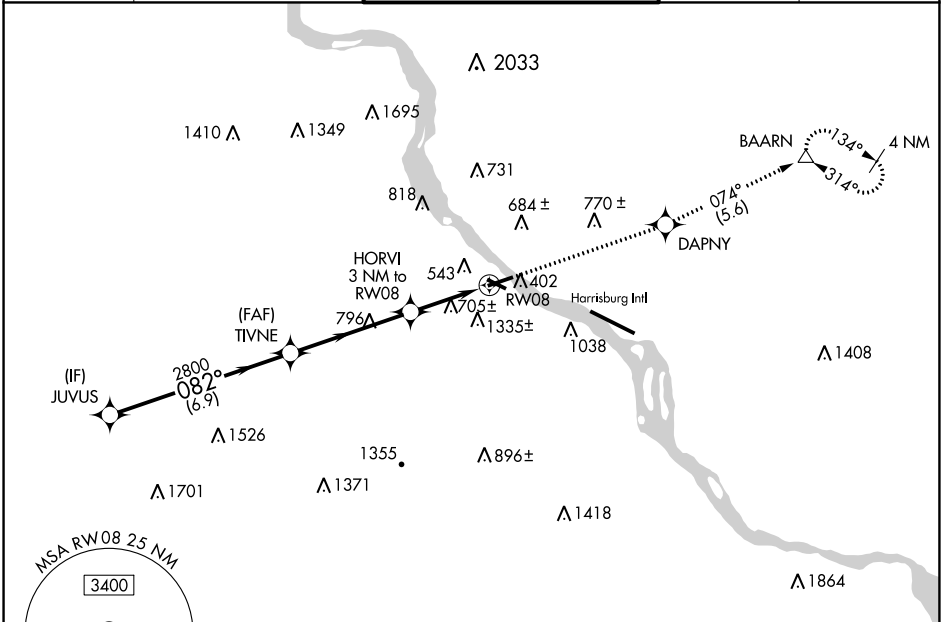 2033
1695
1410
1349
BAARN
134°
4 NM
314°
731
818
684 ±
770 ±
074°
(5.6)
DAPNY
HORVI
3 NM to
RW08
543
402
RW08
Harrisburg Intl
705±
(FAF)
TIVNE
796
1335±
1038
1408
(IF)
JUVUS
2800
082°
(6.9)
1526
1355
896±
1701
1371
1418
MSA RW08 25 NM
3400
1864